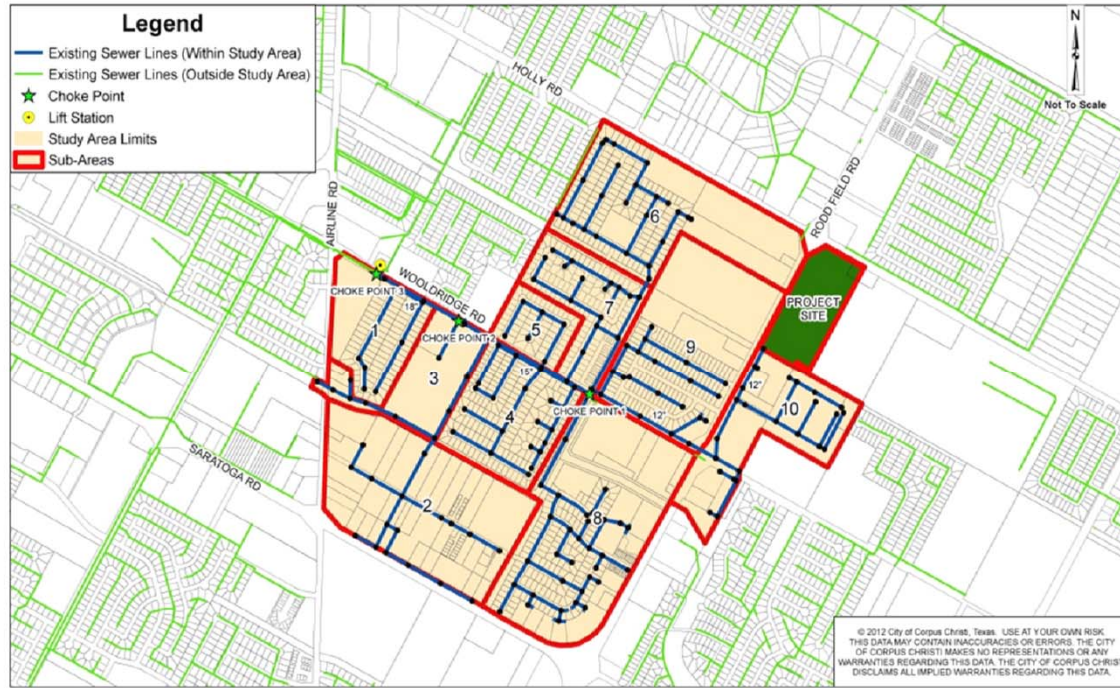 Legend
Existing Sewer Lines (Within Study Area)
Existing Sewer Lines (Outside Study Area)
Choke Point
Lift Station
Study Area Limits
Sub-Areas
N
Not To Scale
HOLLY RD
RODD FIELD RD
AIRLINE RD
WOOLDRIDGE RD
SARATOGA RD
CHOKE POINT 3
CHOKE POINT 2
CHOKE POINT 1
PROJECT
SITE
18"
15"
12"
12"
1
2
3
4
5
6
7
8
9
10
© 2012 City of Corpus Christi, Texas. USE AT YOUR OWN RISK.
THIS DATA MAY CONTAIN INACCURACIES OR ERRORS. THE CITY
OF CORPUS CHRISTI MAKES NO REPRESENTATIONS OR ANY
WARRANTIES REGARDING THIS DATA. THE CITY OF CORPUS CHRIST
DISCLAIMS ALL IMPLIED WARRANTIES REGARDING THIS DATA